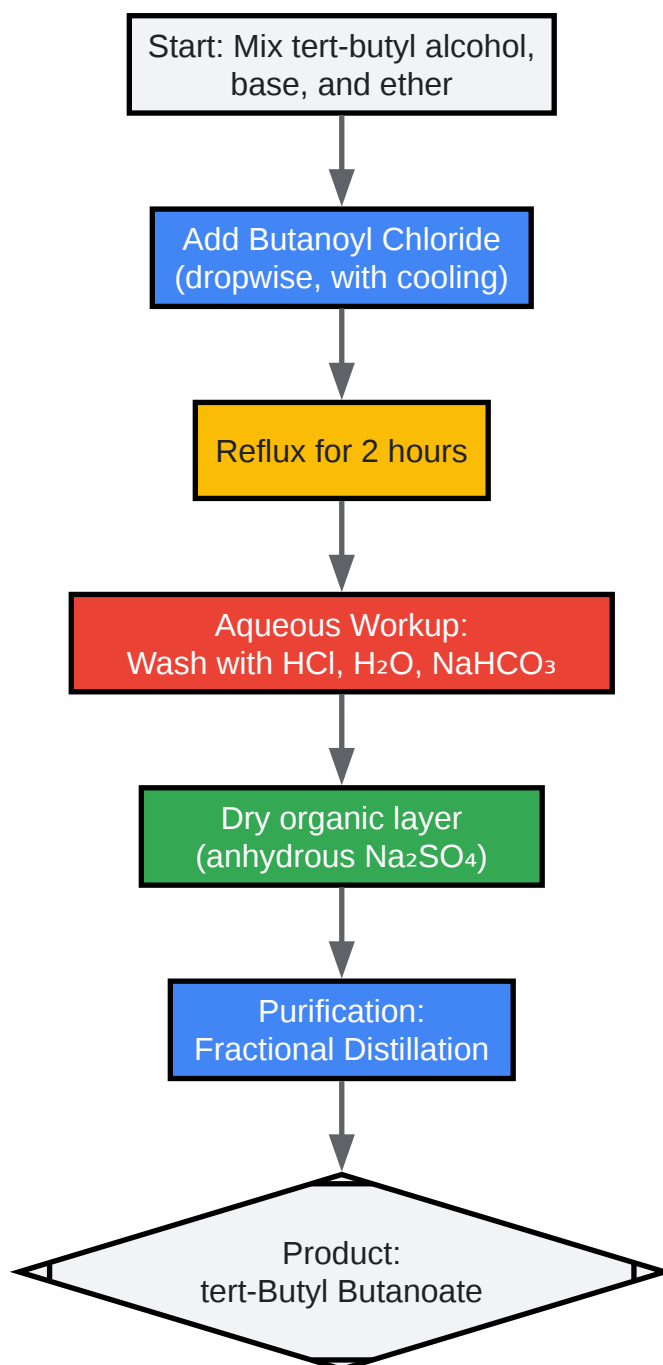 Start: Mix tert-butyl alcohol,
base, and ether
Add Butanoyl Chloride
(dropwise, with cooling)
Reflux for 2 hours
Aqueous Workup:
Wash with HCl, H₂O, NaHCO₃
Dry organic layer
(anhydrous Na₂SO₄)
Purification:
Fractional Distillation
Product:
tert-Butyl Butanoate